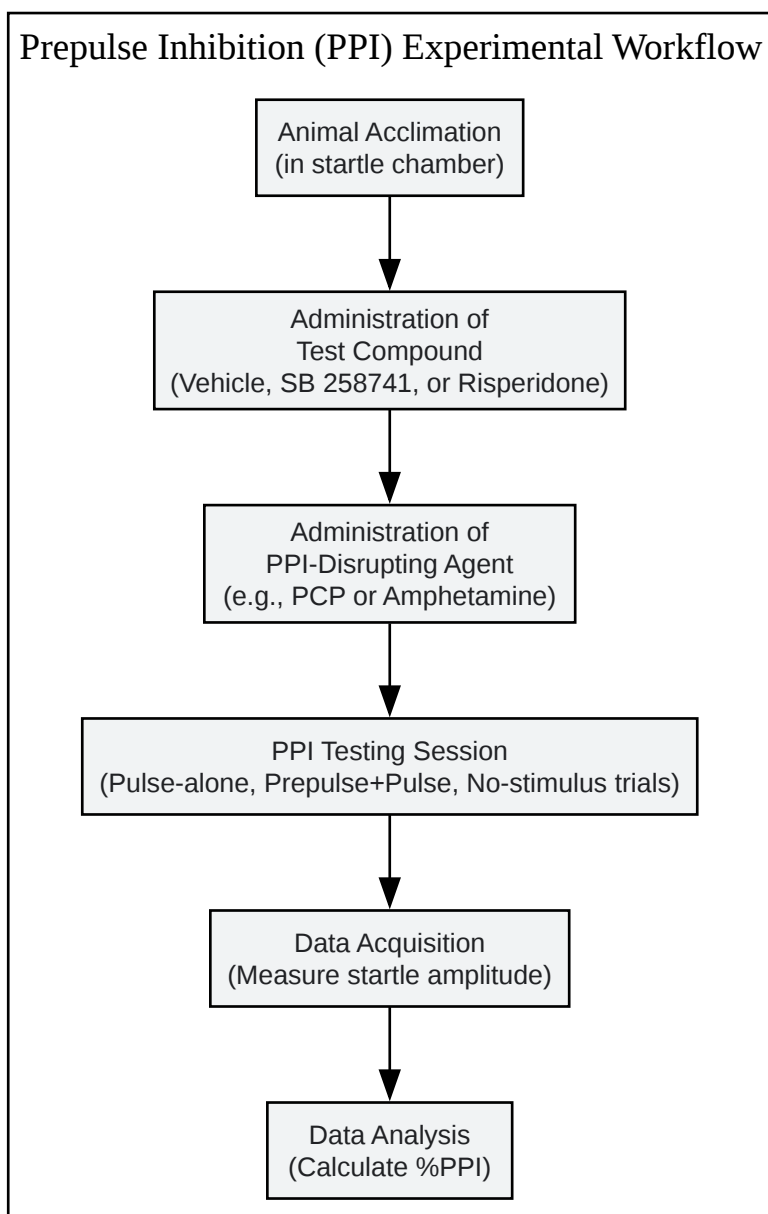 Prepulse Inhibition (PPI) Experimental Workflow
Animal Acclimation
(in startle chamber)
Administration of
Test Compound
(Vehicle, SB 258741, or Risperidone)
Administration of
PPI-Disrupting Agent
(e.g., PCP or Amphetamine)
PPI Testing Session
(Pulse-alone, Prepulse+Pulse, No-stimulus trials)
Data Acquisition
(Measure startle amplitude)
Data Analysis
(Calculate %PPI)